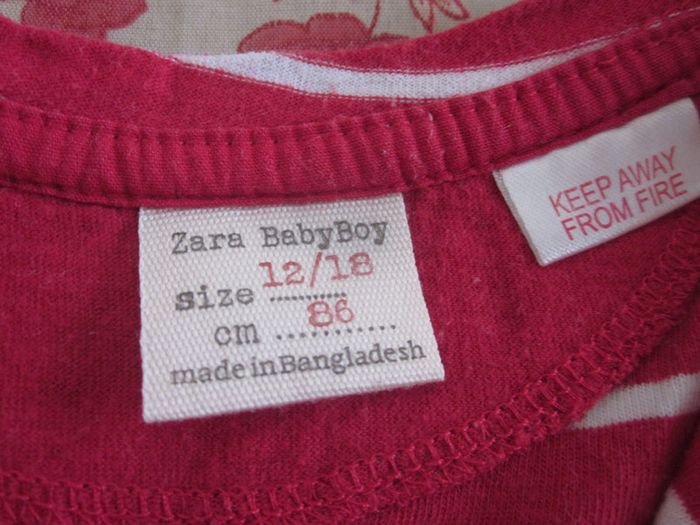 Zara BabyBoy
size 12/18
cm 86
made in Bangladesh
KEEP AWAY
FROM FIRE